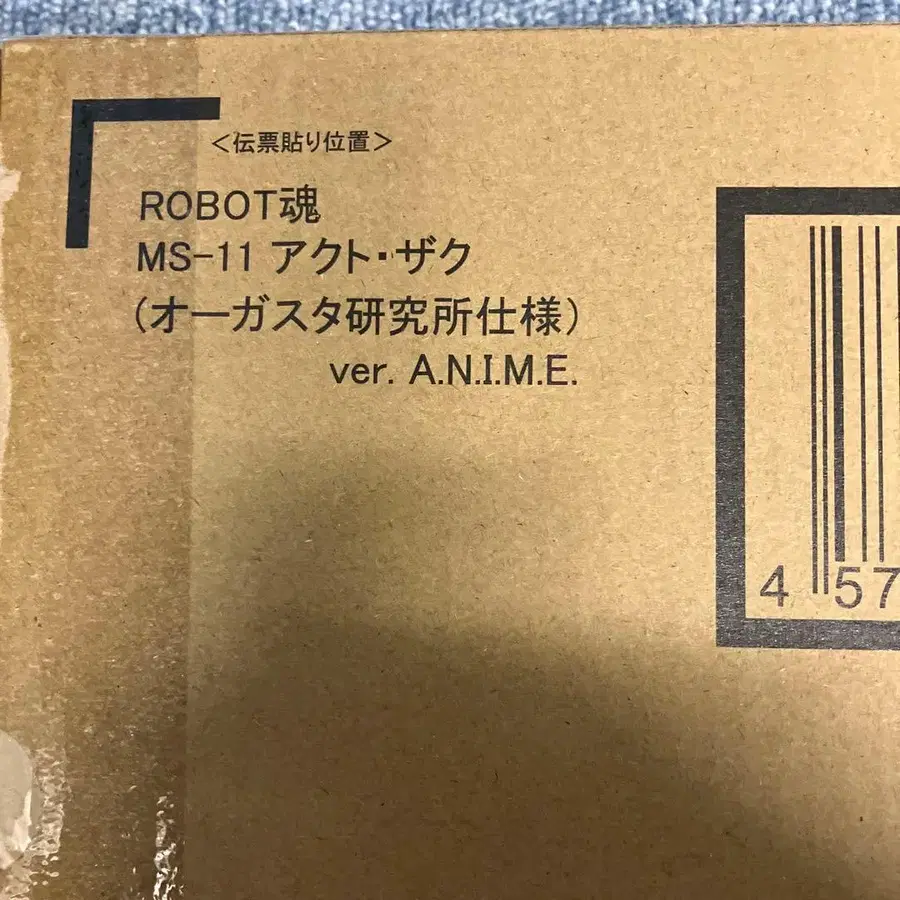 <伝票貼り位置>
ROBOT魂
MS-11 アクト・ザク
(オーガスタ研究所仕様)
ver. A.N.I.M.E.
4 57